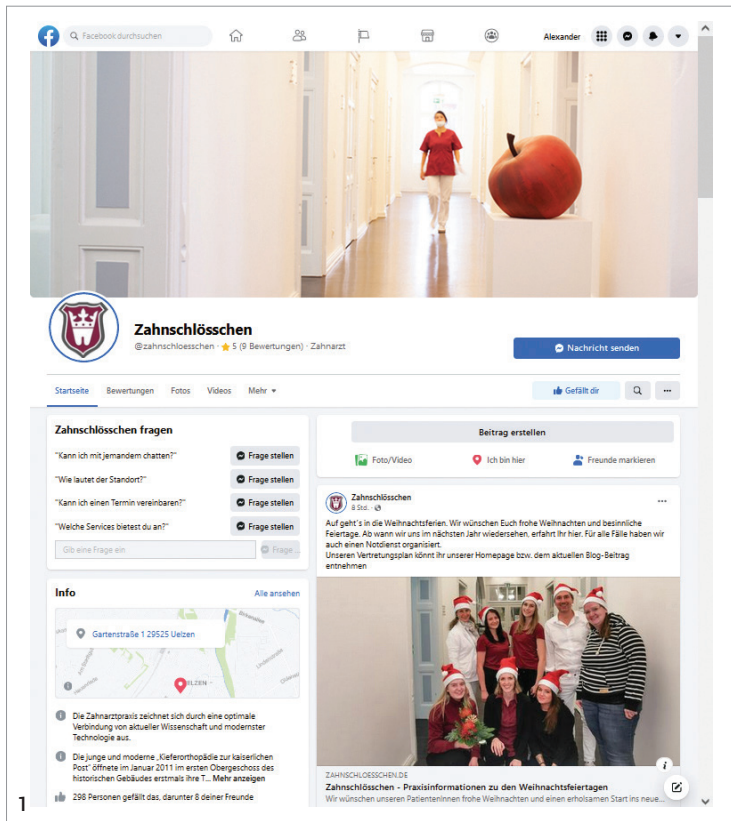 Facebook durchsuchen
Alexander
Zahnschlösschen
@zahnschloesschen · 5 (9 Bewertungen) · Zahnarzt
Nachricht senden
Startseite Bewertungen Fotos Videos Mehr
Gefällt dir
Zahnschlösschen fragen
"Kann ich mit jemandem chatten?" Frage stellen
"Wie lautet der Standort?" Frage stellen
"Kann ich einen Termin vereinbaren?" Frage stellen
"Welche Services bietest du an?" Frage stellen
Gib eine Frage ein Frage ...
Info Alle ansehen
Gartenstraße 1 29525 Uelzen
UELZEN
Die Zahnarztpraxis zeichnet sich durch eine optimale
Verbindung von aktueller Wissenschaft und modernster
Technologie aus.
Die junge und moderne „Kieferorthopädie zur kaiserlichen
Post" öffnete im Januar 2011 im ersten Obergeschoss des
historischen Gebäudes erstmals ihre T... Mehr anzeigen
298 Personen gefällt das, darunter 8 deiner Freunde
Beitrag erstellen
Foto/Video Ich bin hier Freunde markieren
Zahnschlösschen
8 Std. ·
Auf geht´s in die Weihnachtsferien. Wir wünschen Euch frohe Weihnachten und besinnliche
Feiertage. Ab wann wir uns im nächsten Jahr wiedersehen, erfahrt Ihr hier. Für alle Fälle haben wir
auch einen Notdienst organisiert.
Unseren Vertretungsplan könnt ihr unserer Homepage bzw. dem aktuellen Blog-Beitrag
entnehmen
ZAHNSCHLOESSCHEN.DE
Zahnschlösschen - Praxisinformationen zu den Weihnachtsfeiertagen
Wir wünschen unseren PatientenInnen frohe Weihnachten und einen erholsamen Start ins neue...
1